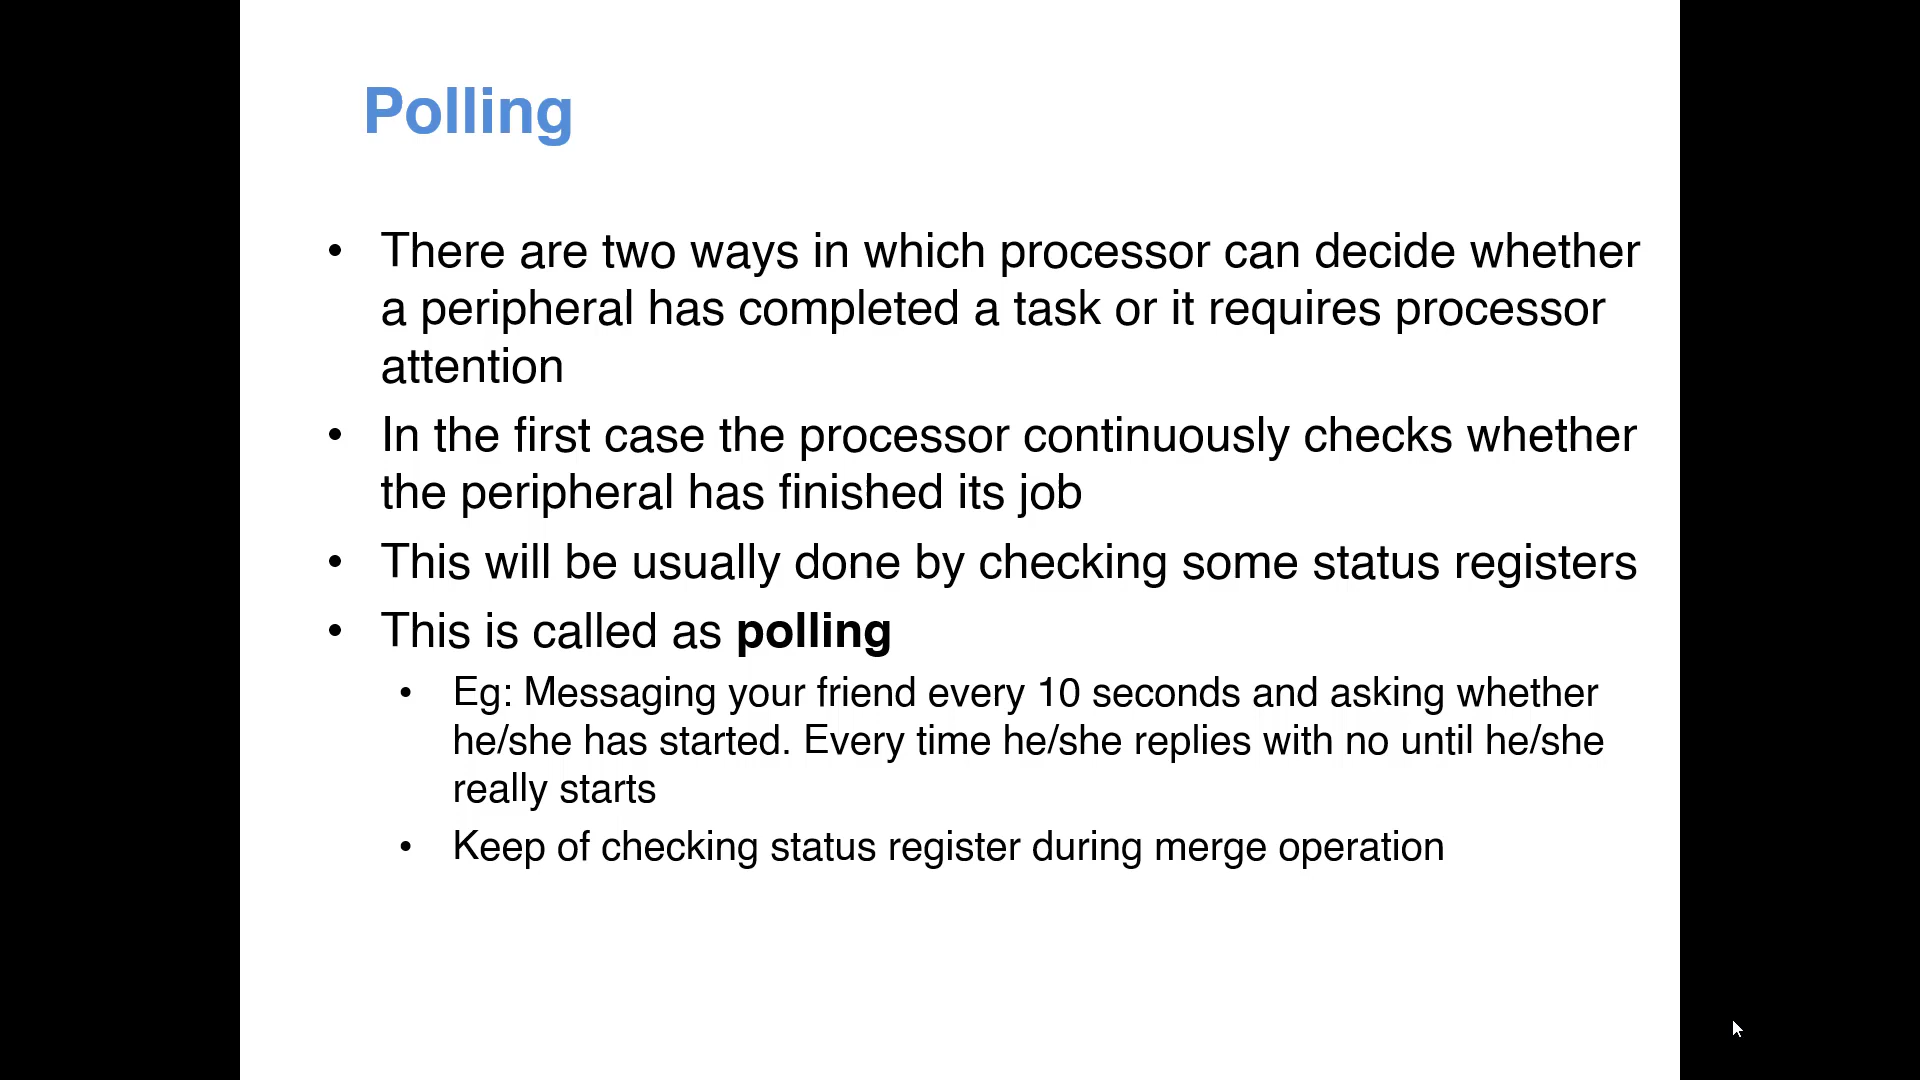 Polling
• There are two ways in which processor can decide whether
a peripheral has completed a task or it requires processor
attention
• In the first case the processor continuously checks whether
the peripheral has finished its job
• This will be usually done by checking some status registers
• This is called as polling
• Eg: Messaging your friend every 10 seconds and asking whether
he/she has started. Every time he/she replies with no until he/she
really starts
• Keep of checking status register during merge operation